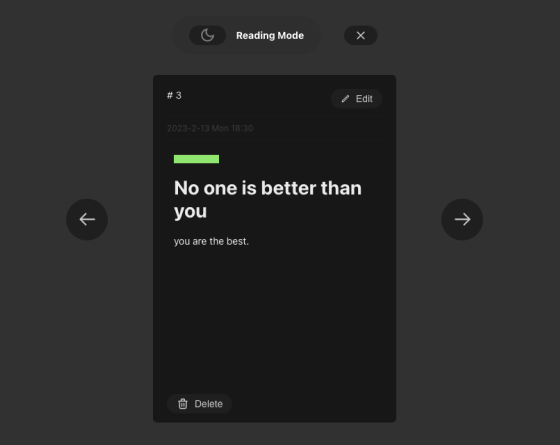 Reading Mode
# 3
Edit
2023-2-13 Mon 18:30
No one is better than
you
you are the best.
Delete